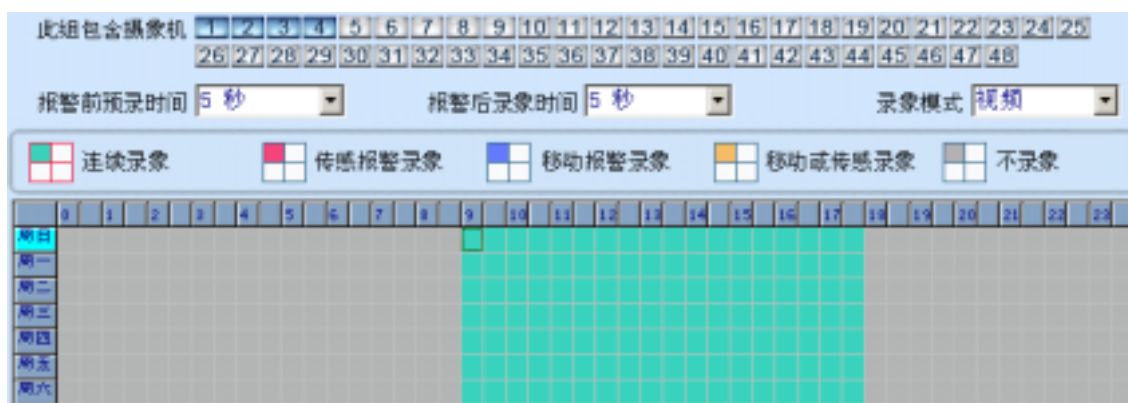 此组包含摄象机 1 2 3 4 5 6 7 8 9 10 11 12 13 14 15 16 17 18 19 20 21 22 23 24 25
26 27 28 29 30 31 32 33 34 35 36 37 38 39 40 41 42 43 44 45 46 47 48
报警前预录时间 5 秒 报警后录象时间 5 秒 录象模式 视频
连续录象 传感报警录象 移动报警录象 移动或传感录象 不录象
0 1 2 3 4 5 6 7 8 9 10 11 12 13 14 15 16 17 18 19 20 21 22 23
周日
周一
周二
周三
周四
周五
周六